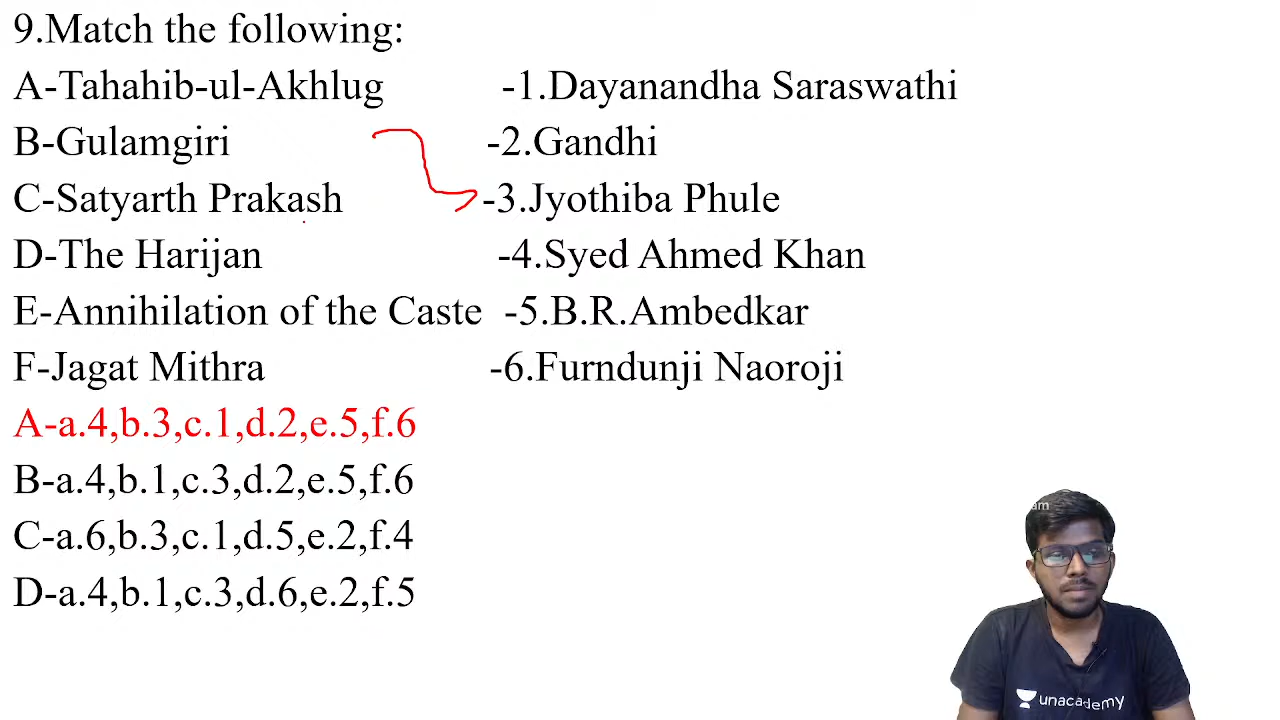 9.Match the following:
A-Tahahib-ul-Akhlug -1.Dayanandha Saraswathi
B-Gulamgiri -2.Gandhi
C-Satyarth Prakash -3.Jyothiba Phule
D-The Harijan -4.Syed Ahmed Khan
E-Annihilation of the Caste -5.B.R.Ambedkar
F-Jagat Mithra -6.Furndunji Naoroji
A-a.4,b.3,c.1,d.2,e.5,f.6
B-a.4,b.1,c.3,d.2,e.5,f.6
C-a.6,b.3,c.1,d.5,e.2,f.4
D-a.4,b.1,c.3,d.6,e.2,f.5
unacademy